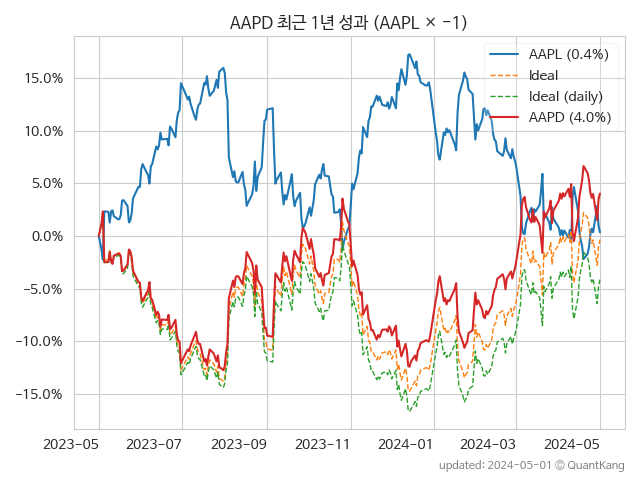 AAPD 최근 1년 성과 (AAPL × −1)
AAPL (0.4%)
Ideal
Ideal (daily)
AAPD (4.0%)
15.0%
10.0%
5.0%
0.0%
−5.0%
−10.0%
−15.0%
2023-05 2023-07 2023-09 2023-11 2024-01 2024-03 2024-05
updated: 2024-05-01 © QuantKang